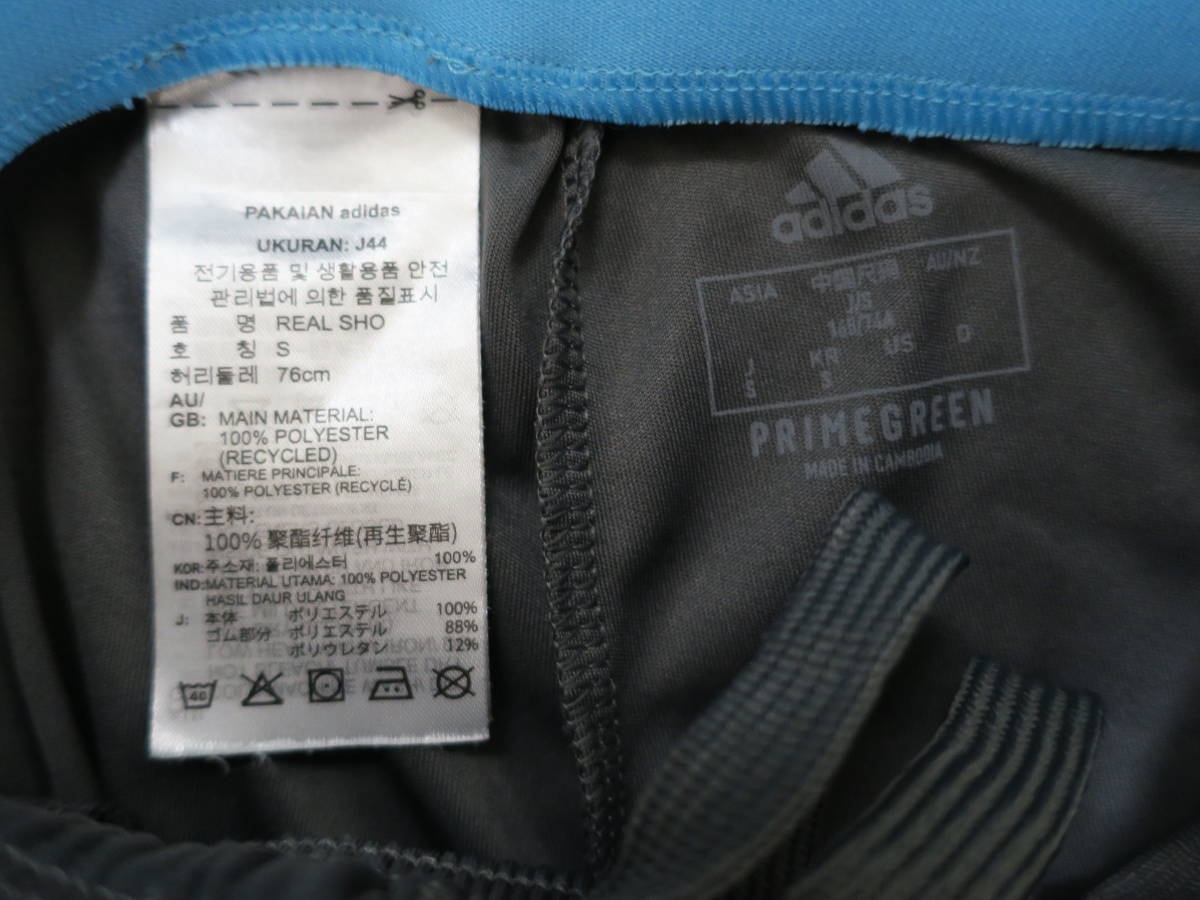 PAKAIAN adidas
UKURAN: J44
전기용품 및 생활용품 안전
관리법에 의한 품질표시
품 명 REAL SHO
호 칭 S
허리둘레 76cm
AU/
GB: MAIN MATERIAL:
100% POLYESTER
(RECYCLED)
F: MATIERE PRINCIPALE:
100% POLYESTER (RECYCLÉ)
CN: 主料:
100% 聚酯纤维(再生聚酯)
KOR: 주소재: 폴리에스터 100%
IND: MATERIAL UTAMA: 100% POLYESTER
HASIL DAUR ULANG
J: 本体 ポリエステル 100%
ゴム部分 ポリエステル 88%
ポリウレタン 12%
40
adidas
ASIA 中國尺碼 AU/NZ
J/S
J KR US D
S S
PRIMEGREEN
MADE IN CAMBODIA